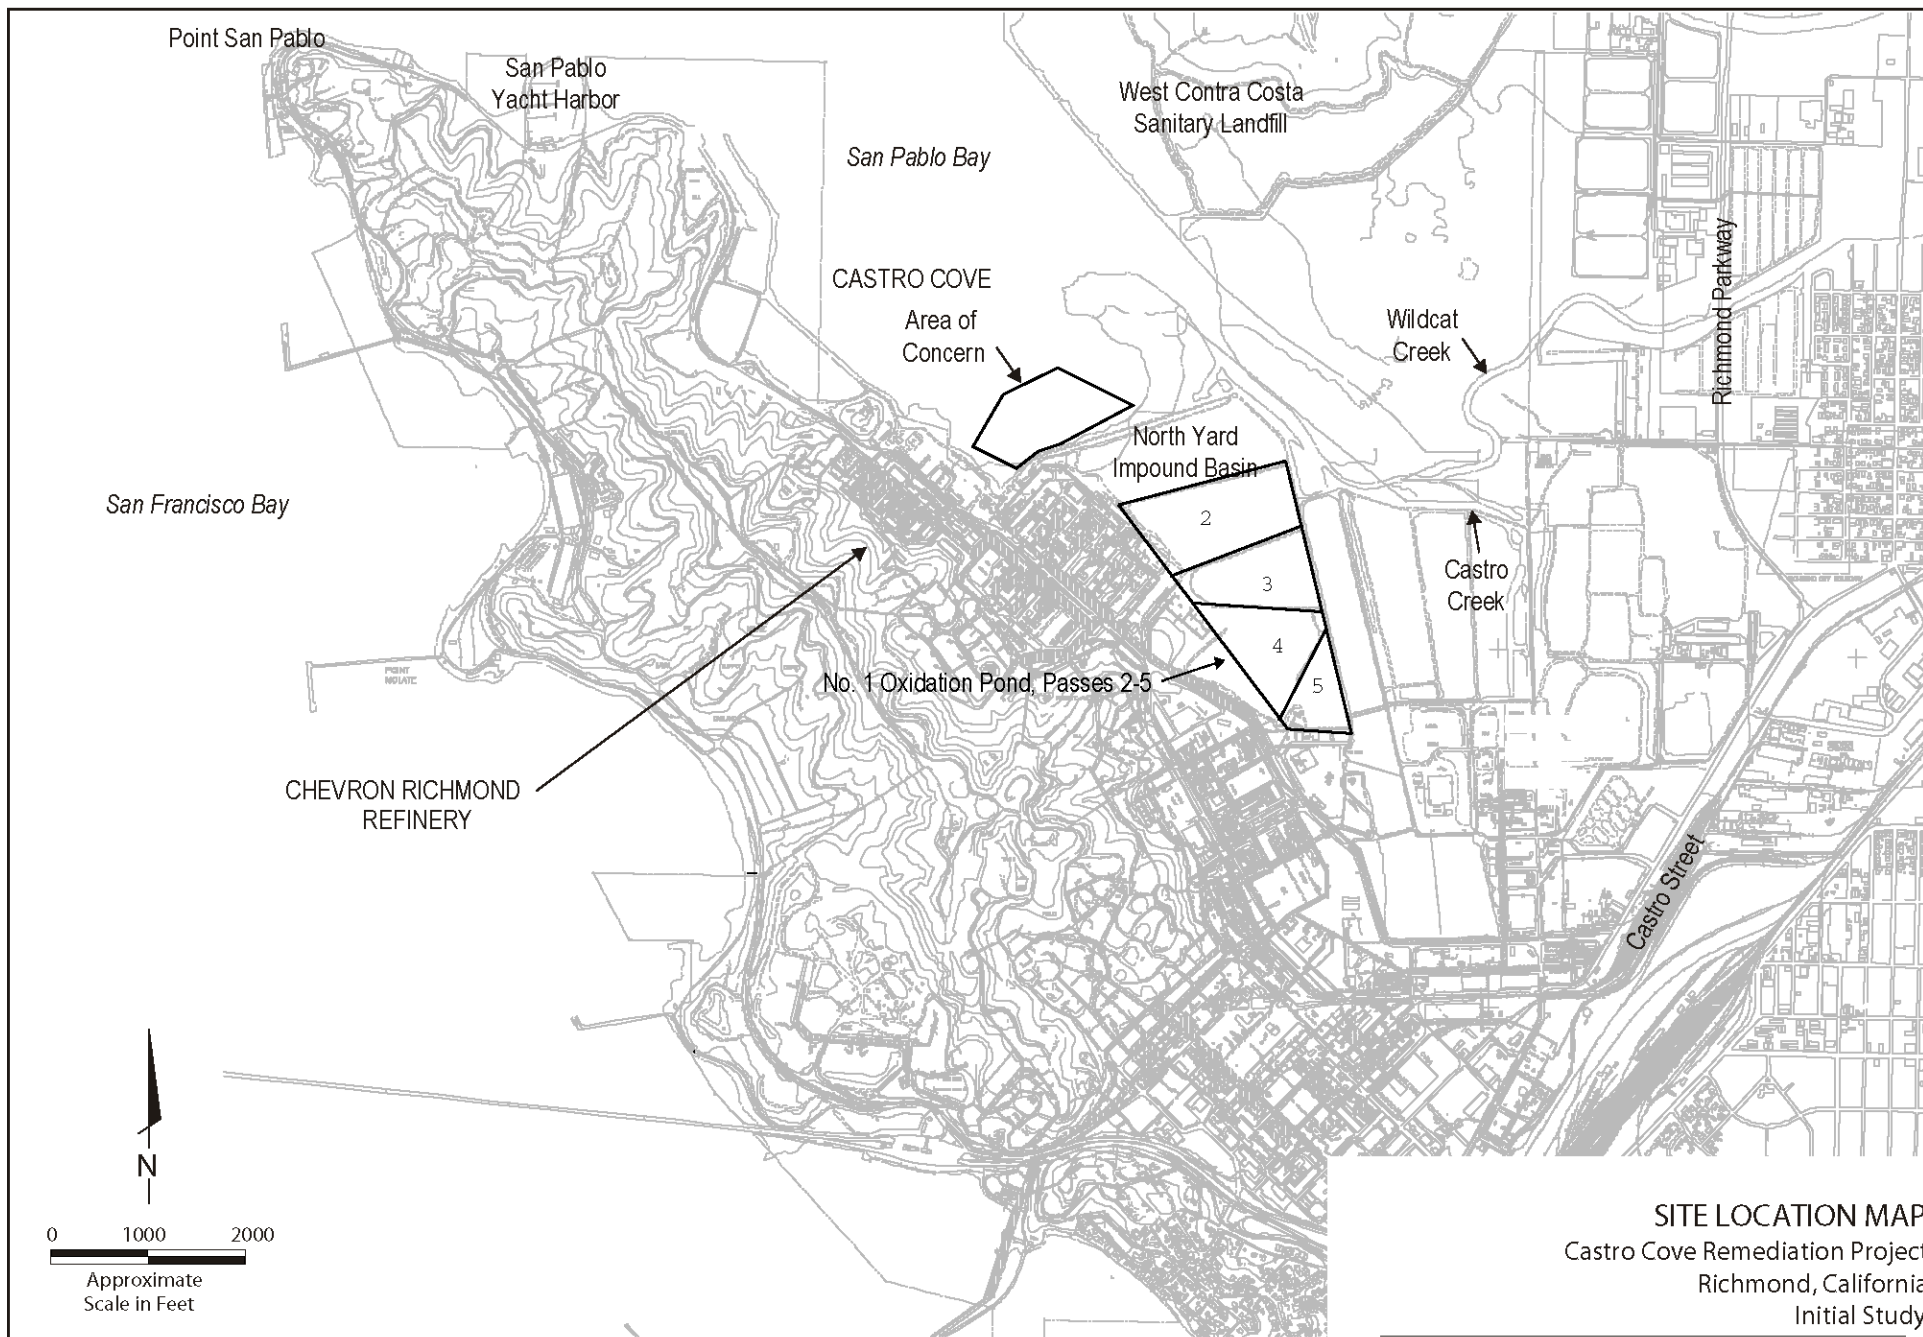 Point San Pablo
San Pablo
Yacht Harbor
West Contra Costa
Sanitary Landfill
San Pablo Bay
CASTRO COVE
Area of
Concern
Wildcat
Creek
Richmond Parkway
North Yard
Impound Basin
San Francisco Bay
2
3
4
5
Castro
Creek
No. 1 Oxidation Pond, Passes 2-5
POINT
MOLATE
CHEVRON RICHMOND
REFINERY
Castro Street
N
0 1000 2000
Approximate
Scale in Feet
SITE LOCATION MAP
Castro Cove Remediation Project
Richmond, California
Initial Study